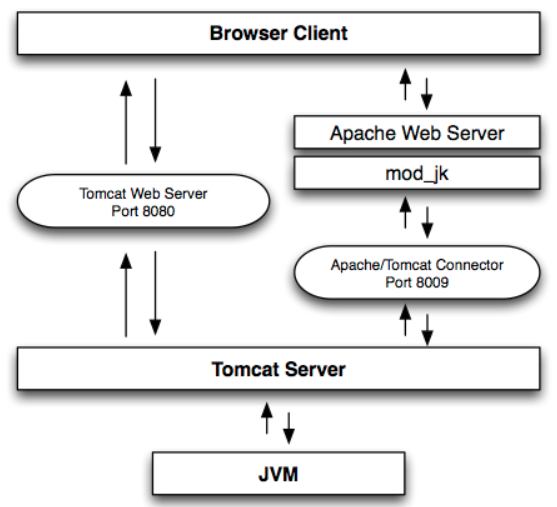 Browser Client
Apache Web Server
mod_jk
Tomcat Web Server
Port 8080
Apache/Tomcat Connector
Port 8009
Tomcat Server
JVM